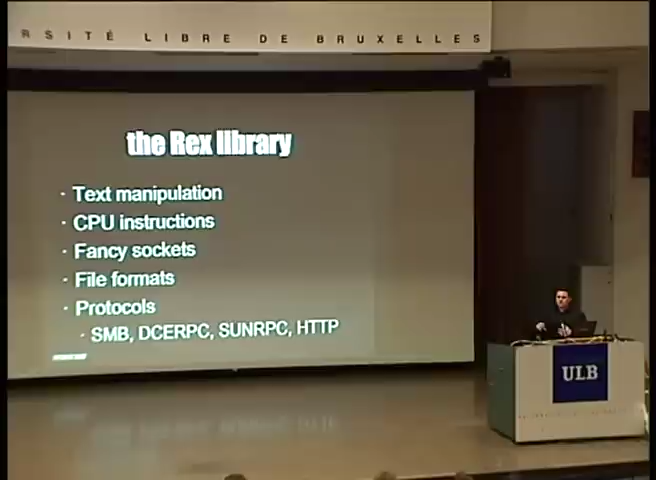 RSITÉ LIBRE DE BRUXELLES
the Rex library
· Text manipulation
· CPU instructions
· Fancy sockets
· File formats
· Protocols
· SMB, DCERPC, SUNRPC, HTTP
ULB